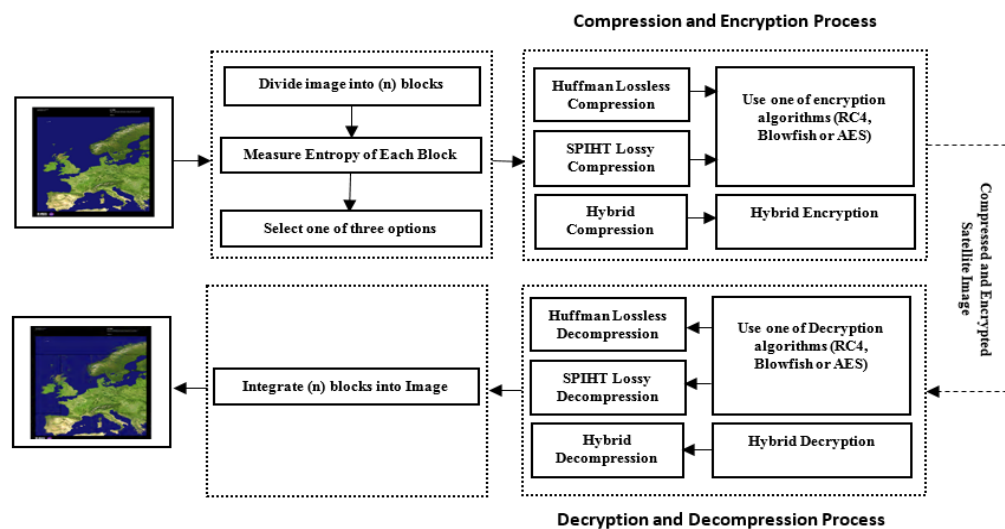 Compression and Encryption Process
Divide image into (n) blocks
Measure Entropy of Each Block
Select one of three options
Huffman Lossless
Compression
SPIHT Lossy
Compression
Hybrid
Compression
Use one of encryption
algorithms (RC4,
Blowfish or AES)
Hybrid Encryption
Compressed and Encrypted
Satellite Image
Huffman Lossless
Decompression
SPIHT Lossy
Decompression
Hybrid
Decompression
Use one of Decryption
algorithms (RC4,
Blowfish or AES)
Hybrid Decryption
Integrate (n) blocks into Image
Decryption and Decompression Process